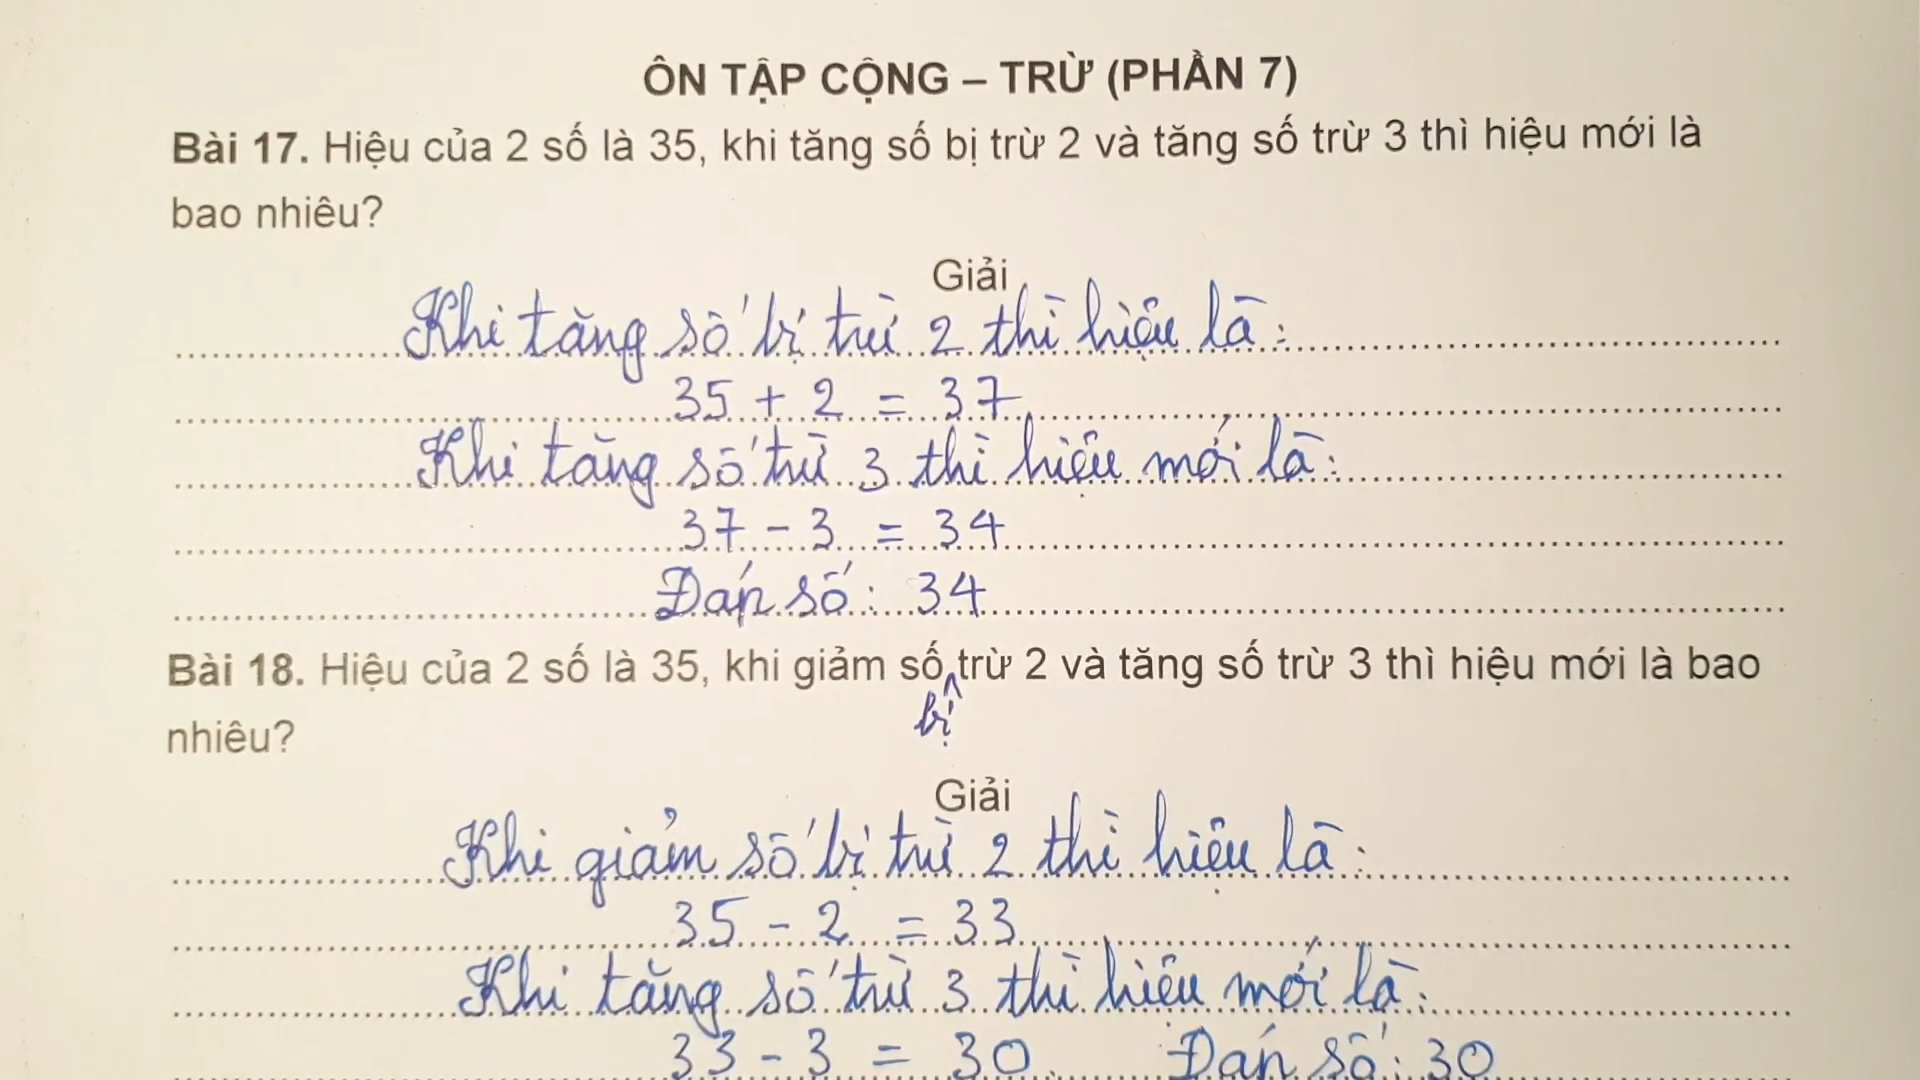 ÔN TẬP CỘNG – TRỪ (PHẦN 7)
Bài 17. Hiệu của 2 số là 35, khi tăng số bị trừ 2 và tăng số trừ 3 thì hiệu mới là
bao nhiêu?
Giải
Khi tăng số bị trừ 2 thì hiệu là:
35 + 2 = 37
Khi tăng số trừ 3 thì hiệu mới là:
37 - 3 = 34
Đáp số: 34
Bài 18. Hiệu của 2 số là 35, khi giảm số trừ 2 và tăng số trừ 3 thì hiệu mới là bao
bị
nhiêu?
Giải
Khi giảm số bị trừ 2 thì hiệu là:
35 - 2 = 33
Khi tăng số trừ 3 thì hiệu mới là:
33 - 3 = 30 Đáp số: 30